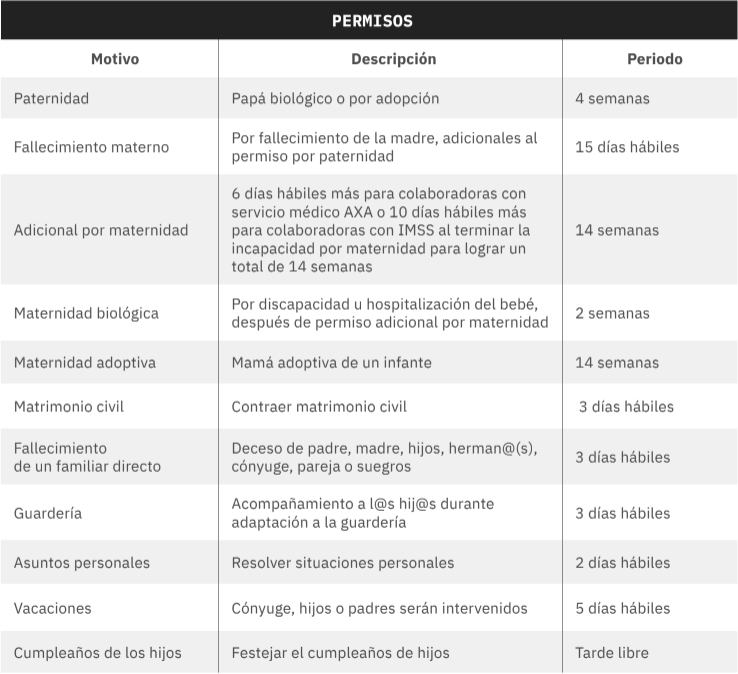 PERMISOS
Motivo Descripción Periodo
Paternidad Papá biológico o por adopción 4 semanas
Fallecimiento materno Por fallecimiento de la madre, adicionales al
permiso por paternidad 15 días hábiles
Adicional por maternidad 6 días hábiles más para colaboradoras con
servicio médico AXA o 10 días hábiles más
para colaboradoras con IMSS al terminar la
incapacidad por maternidad para lograr un
total de 14 semanas 14 semanas
Maternidad biológica Por discapacidad u hospitalización del bebé,
después de permiso adicional por maternidad 2 semanas
Maternidad adoptiva Mamá adoptiva de un infante 14 semanas
Matrimonio civil Contraer matrimonio civil 3 días hábiles
Fallecimiento
de un familiar directo Deceso de padre, madre, hijos, herman@(s),
cónyuge, pareja o suegros 3 días hábiles
Guardería Acompañamiento a l@s hij@s durante
adaptación a la guardería 3 días hábiles
Asuntos personales Resolver situaciones personales 2 días hábiles
Vacaciones Cónyuge, hijos o padres serán intervenidos 5 días hábiles
Cumpleaños de los hijos Festejar el cumpleaños de hijos Tarde libre